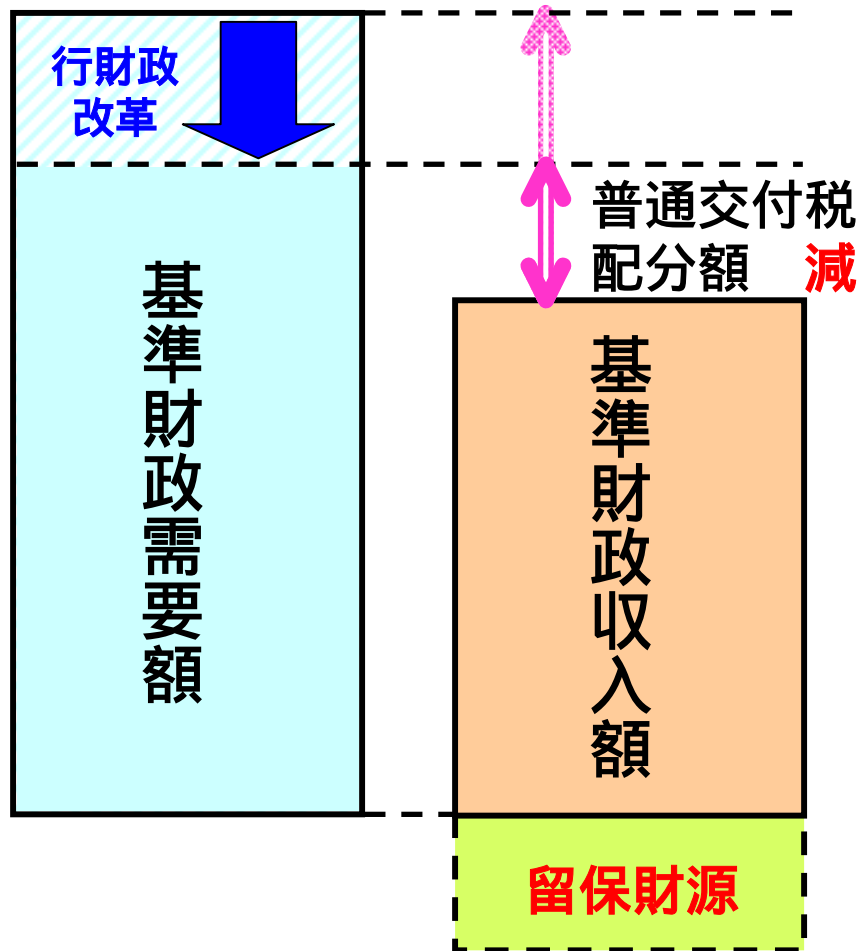 行財政
改革
普通交付税
配分額　減
基準財政需要額
基準財政収入額
留保財源